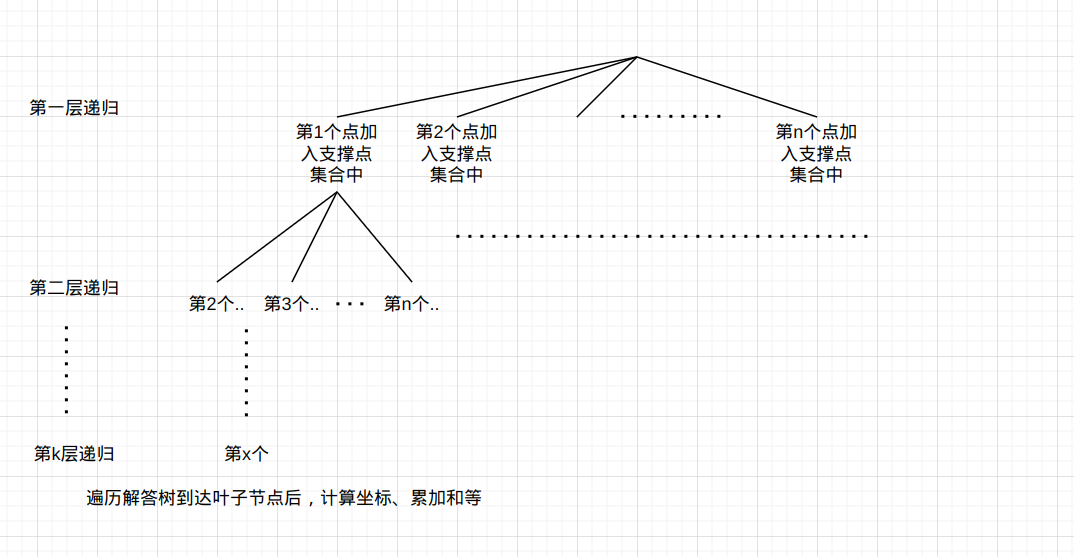 第一层递归
第1个点加
入支撑点
集合中
第2个点加
入支撑点
集合中
第n个点加
入支撑点
集合中
第二层递归
第2个..
第3个..
第n个..
第k层递归
第x个
遍历解答树到达叶子节点后，计算坐标、累加和等